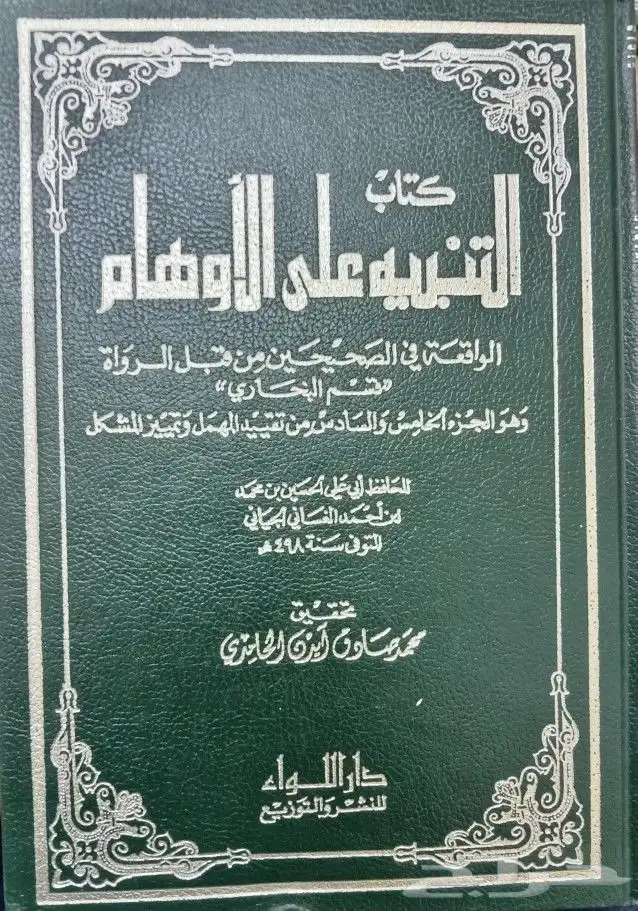 كتاب
التنبيه على الأوهام
الواقعة في الصحيحين من قبل الرواة
"قسم البخاري"
وهو الجزء الخامس والسادس من تقييد المهمل وتمييز المشكل
للحافظ أبي علي الحسين بن محمد
ابن أحمد الغساني الجياني
المتوفى سنة ٤٩٨ هـ
تحقيق
محمد صادق آيدن الحامدي
دار اللواء
للنشر والتوزيع
حراج